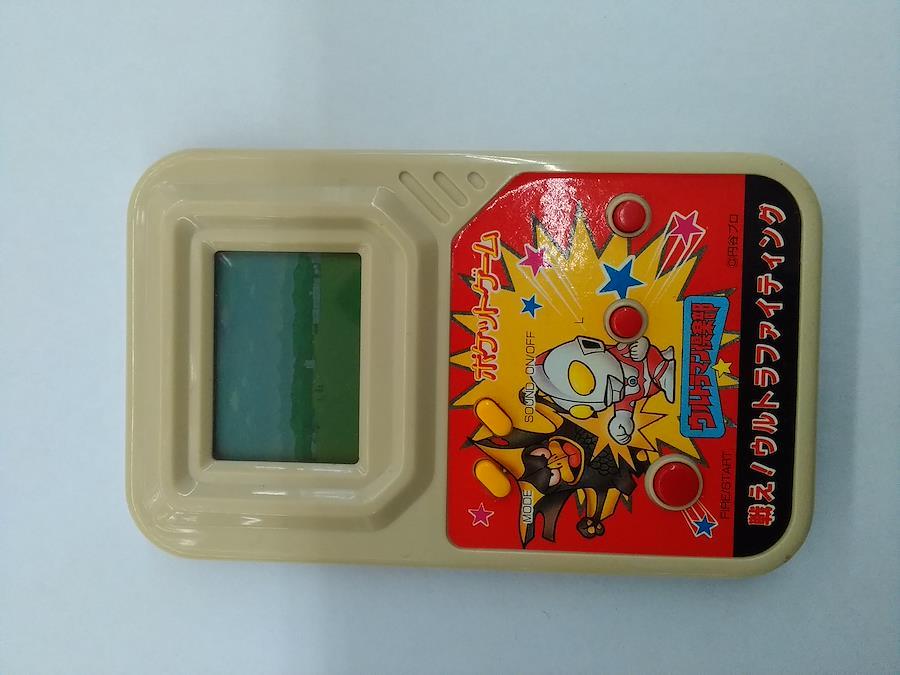 ポケットゲーム
SOUND ON/OFF
MODE
L
ウルトラマン倶楽部
FIRE/START
©円谷プロ
戦え!ウルトラファイティング